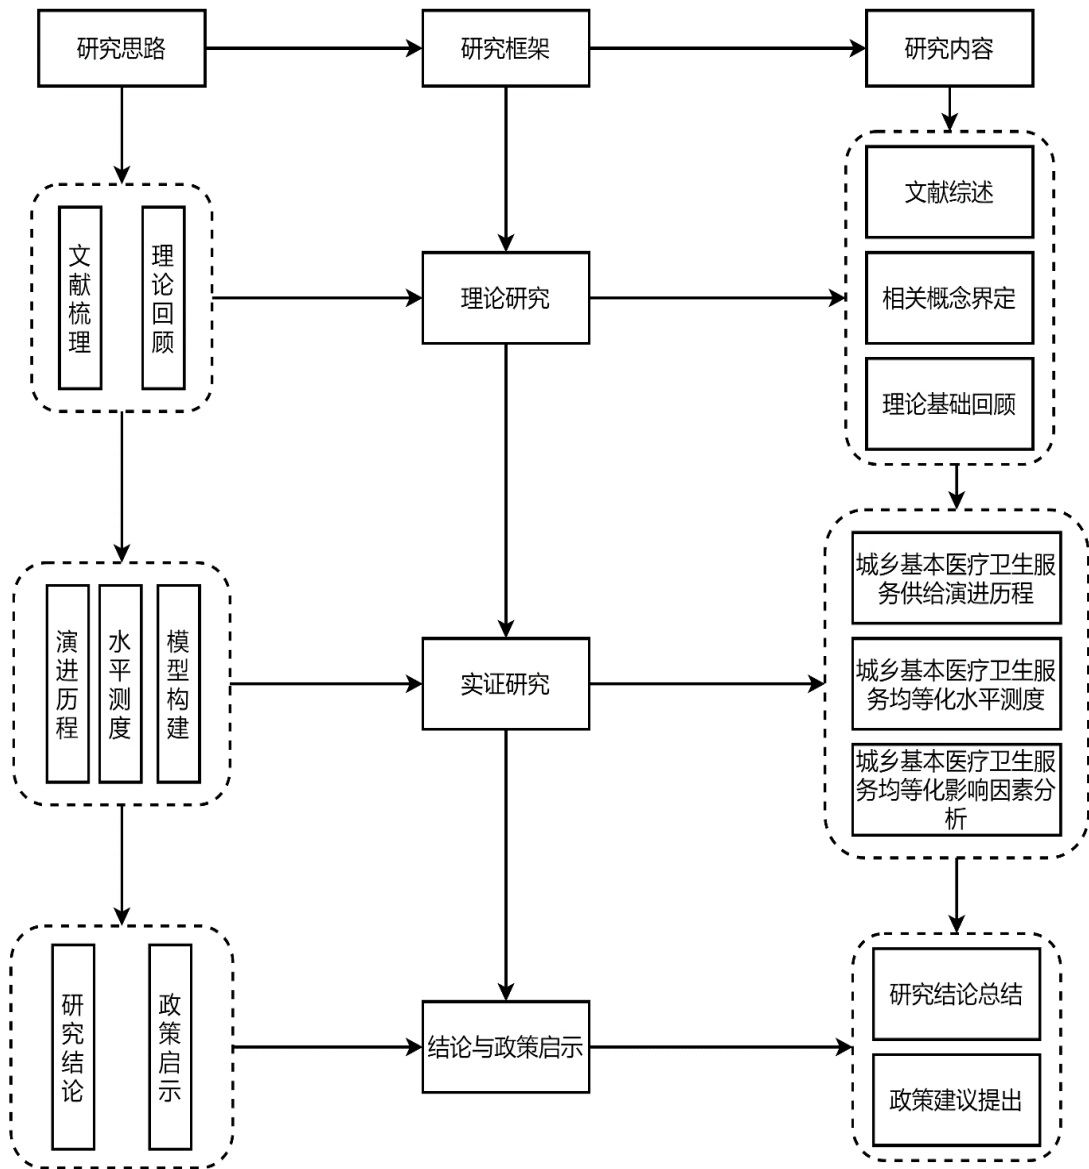 研究思路
研究框架
研究内容
文献梳理
理论回顾
理论研究
文献综述
相关概念界定
理论基础回顾
演进历程
水平测度
模型构建
实证研究
城乡基本医疗卫生服
务供给演进历程
城乡基本医疗卫生服
务均等化水平测度
城乡基本医疗卫生服
务均等化影响因素分
析
研究结论
政策启示
结论与政策启示
研究结论总结
政策建议提出